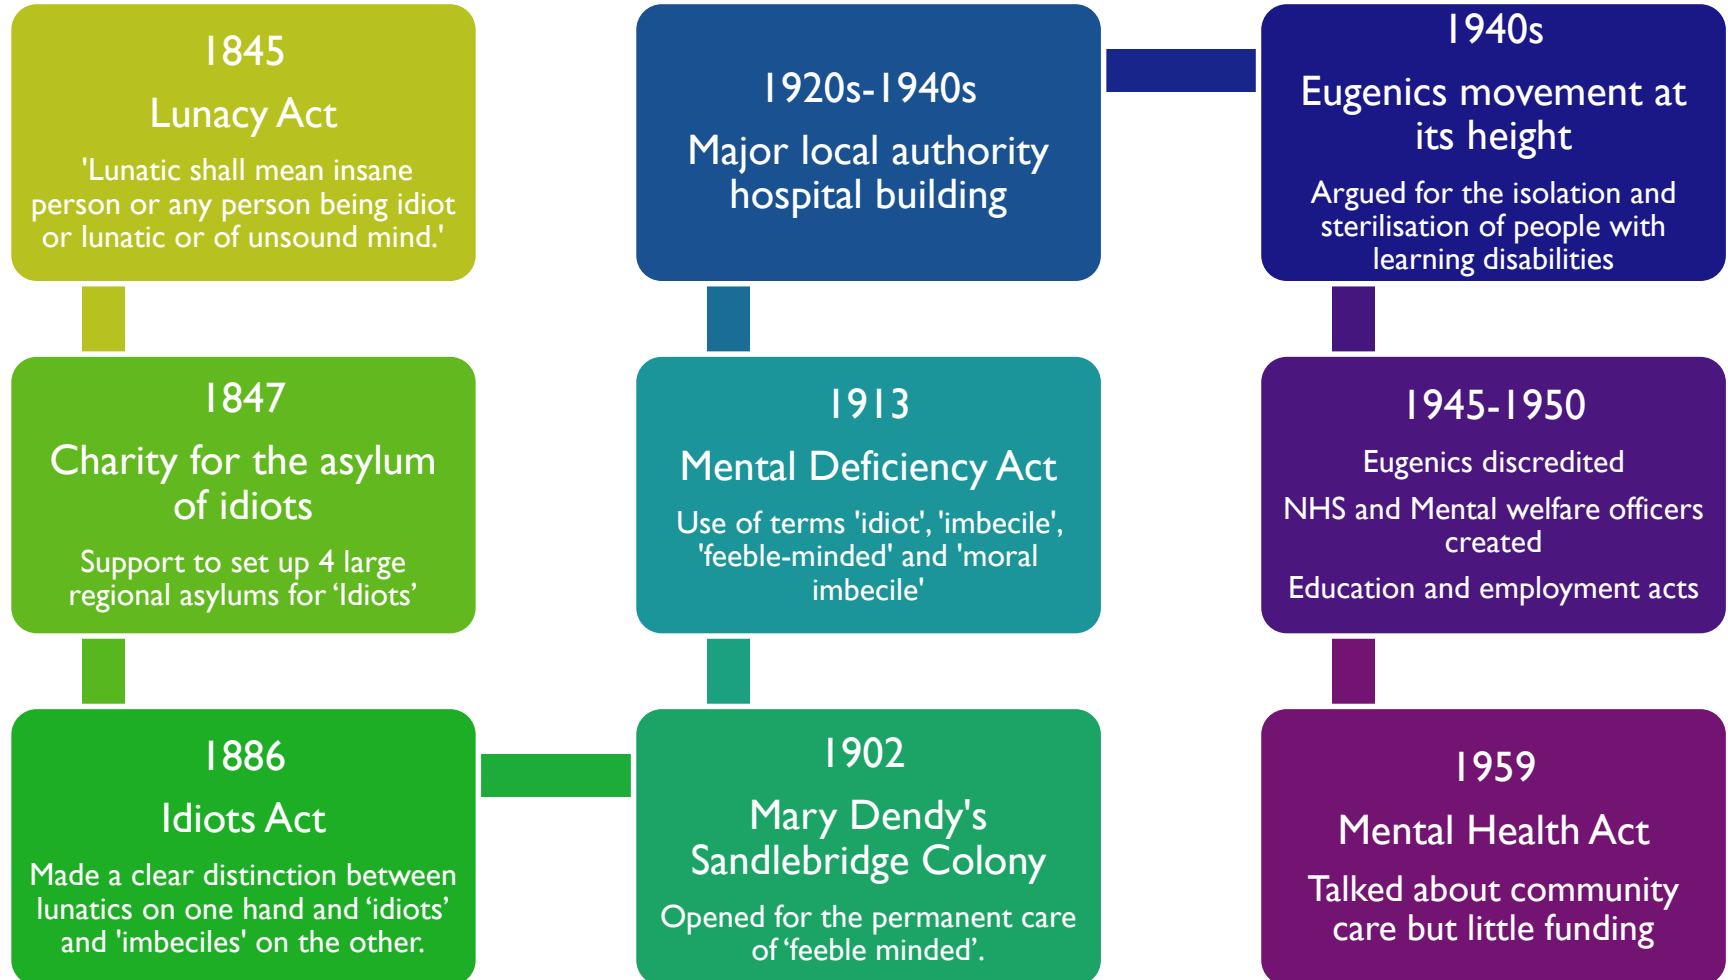 1845
Lunacy Act
'Lunatic shall mean insane
person or any person being idiot
or lunatic or of unsound mind.'
1847
Charity for the asylum
of idiots
Support to set up 4 large
regional asylums for ‘Idiots’
1886
Idiots Act
Made a clear distinction between
lunatics on one hand and ‘idiots’
and 'imbeciles' on the other.
1902
Mary Dendy's
Sandlebridge Colony
Opened for the permanent care
of ‘feeble minded’.
1913
Mental Deficiency Act
Use of terms 'idiot', 'imbecile',
'feeble-minded' and 'moral
imbecile'
1920s-1940s
Major local authority
hospital building
1940s
Eugenics movement at
its height
Argued for the isolation and
sterilisation of people with
learning disabilities
1945-1950
Eugenics discredited
NHS and Mental welfare officers
created
Education and employment acts
1959
Mental Health Act
Talked about community
care but little funding